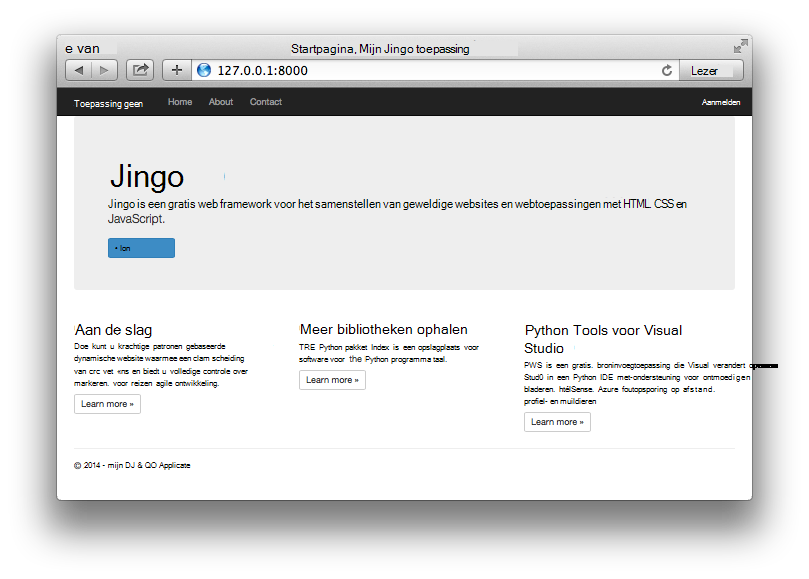 e van
Startpagina, Mijn Jingo toepassing
127.0.0.1:8000
Lezer
Toepassing geen
Home
About
Contact
Aanmelden
Jingo
Jingo is een gratis web framework voor het samenstellen van geweldige websites en webtoepassingen met HTML. CSS en
JavaScript.
Aan de slag
Doe kunt u krachtige patronen gebaseerde
dynamische website waarmee een clam scheiding
van crc vet «ns en biedt u volledige controle over
markeren. voor reizen agile ontwikkeling.
Learn more »
Meer bibliotheken ophalen
TRE Python pakket Index is een opslagplaats voor
software voor the Python programma taal.
Learn more »
Python Tools voor Visual
Studio
PWS is een gratis. broninvoegtoepassing die Visual verandert
Stud0 in een Python IDE met-ondersteuning voor ontmoedigen
bladeren. htélSense. Azure foutopsporing op afstand.
profiel- en muildieren
Learn more »
© 2014 - mijn DJ & QO Applicate